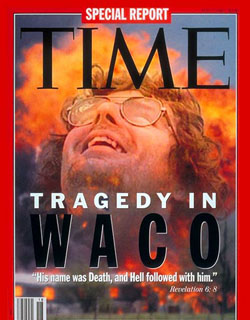 SPECIAL REPORT
TIME
TRAGEDY IN
WACO
“His name was Death, and Hell followed with him.”
Revelation 6: 8